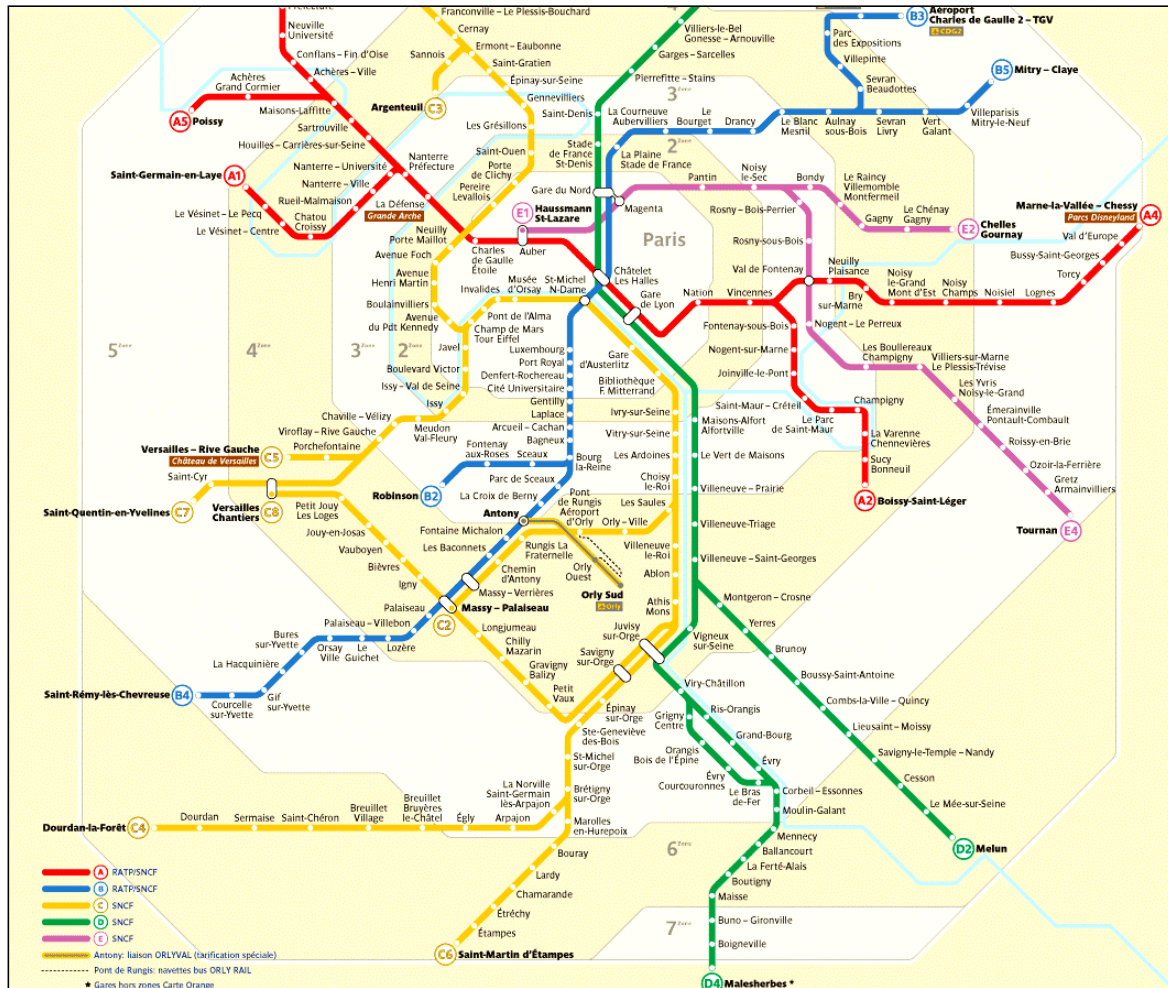 Préfecture
Neuville
Université
Conflans – Fin d'Oise
Achères – Ville
Achères
Grand Cormier
Maisons-Laffitte
A5
Poissy
Sartrouville
Houilles – Carrières-sur-Seine
Nanterre – Université
Nanterre
Préfecture
Saint-Germain-en-Laye
A1
Nanterre – Ville
Rueil-Malmaison
Le Vésinet – Le Pecq
Chatou
Croissy
Le Vésinet – Centre
La Défense
Grande Arche
Franconville – Le Plessis-Bouchard
Cernay
Sannois
Ermont – Eaubonne
Saint-Gratien
Argenteuil
C3
Épinay-sur-Seine
Gennevilliers
Les Grésillons
Saint-Ouen
Porte
de Clichy
Pereire
Levallois
Neuilly
Porte Maillot
Avenue Foch
Avenue
Henri Martin
Boulainvilliers
Avenue
du Pdt Kennedy
Villiers-le-Bel
Gonesse – Arnouville
Garges – Sarcelles
Pierrefitte – Stains
Saint-Denis
Stade
de France
St-Denis
Gare du Nord
Magenta
E1
Haussmann
St-Lazare
Auber
Charles
de Gaulle
Étoile
Paris
La Courneuve
Aubervilliers
Le
Bourget
Drancy
La Plaine
Stade de France
Le Blanc
Mesnil
Aulnay
sous-Bois
Sevran
Livry
Vert
Galant
Villeparisis
Mitry-le-Neuf
B5
Mitry – Claye
B3
Aéroport
Charles de Gaulle 2 – TGV
CDG2
Parc
des Expositions
Villepinte
Sevran
Beaudottes
Pantin
Noisy
le-Sec
Bondy
Le Raincy
Villemomble
Montfermeil
Gagny
Le Chénay
Gagny
E2
Chelles
Gournay
Rosny – Bois-Perrier
Rosny-sous-Bois
Val de Fontenay
Marne-la-Vallée – Chessy
Parcs Disneyland
A4
Val d'Europe
Bussy-Saint-Georges
Torcy
Lognes
Noisiel
Noisy
Champs
Noisy
le-Grand
Mont d'Est
Bry
sur-Marne
Neuilly
Plaisance
Vincennes
Nation
Gare
de Lyon
Châtelet
Les Halles
St-Michel
N-Dame
Musée
d'Orsay
Invalides
Pont de l'Alma
Champ de Mars
Tour Eiffel
Javel
Boulevard Victor
Issy – Val de Seine
Issy
Meudon
Val-Fleury
Chaville – Vélizy
Viroflay – Rive Gauche
Porchefontaine
Versailles – Rive Gauche
C5
Château de Versailles
Saint-Cyr
Saint-Quentin-en-Yvelines
C7
Versailles
Chantiers
C8
Petit Jouy
Les Loges
Jouy-en-Josas
Vauboyen
Bièvres
Igny
Luxembourg
Port Royal
Denfert-Rochereau
Cité Universitaire
Gentilly
Laplace
Arcueil – Cachan
Bagneux
Bourg
la-Reine
Fontenay
aux-Roses
Sceaux
Robinson
B2
Parc de Sceaux
La Croix de Berny
Antony
Fontaine Michalon
Les Baconnets
Massy – Verrières
Massy – Palaiseau
C2
Palaiseau
Palaiseau – Villebon
Lozère
Le
Guichet
Orsay
Ville
Bures
sur-Yvette
La Hacquinière
Gif
sur-Yvette
Courcelle
sur-Yvette
Saint-Rémy-lès-Chevreuse
B4
Gare
d'Austerlitz
Bibliothèque
F. Mitterrand
Ivry-sur-Seine
Vitry-sur-Seine
Les Ardoines
Choisy
le-Roi
Les Saules
Orly – Ville
Pont
de Rungis
Aéroport
d'Orly
Rungis La
Fraternelle
Chemin
d'Antony
Orly
Ouest
Orly Sud
Orly
Villeneuve
le-Roi
Ablon
Athis
Mons
Juvisy
sur-Orge
Savigny
sur-Orge
Longjumeau
Chilly
Mazarin
Gravigny
Balizy
Petit
Vaux
Épinay
sur-Orge
Ste-Geneviève
des-Bois
St-Michel
sur-Orge
Brétigny
sur-Orge
La Norville
Saint-Germain
lès-Arpajon
Arpajon
Égly
Breuillet
Bruyères
le-Châtel
Breuillet
Village
Saint-Chéron
Sermaise
Dourdan
Dourdan-la-Forêt
C4
Marolles
en-Hurepoix
Bouray
Lardy
Chamarande
Étréchy
Étampes
C6
Saint-Martin d'Étampes
Fontenay-sous-Bois
Nogent-sur-Marne
Joinville-le-Pont
Saint-Maur – Créteil
Le Parc
de Saint-Maur
Champigny
La Varenne
Chennevières
Sucy
Bonneuil
A2
Boissy-Saint-Léger
Nogent – Le Perreux
Les Boullereaux
Champigny
Villiers-sur-Marne
Le Plessis-Trévise
Les Yvris
Noisy-le-Grand
Émerainville
Pontault-Combault
Roissy-en-Brie
Ozoir-la-Ferrière
Gretz
Armainvilliers
Tournan
E4
Maisons-Alfort
Alfortville
Le Vert de Maisons
Villeneuve – Prairie
Villeneuve-Triage
Villeneuve – Saint-Georges
Montgeron – Crosne
Yerres
Brunoy
Boussy-Saint-Antoine
Combs-la-Ville – Quincy
Lieusaint – Moissy
Savigny-le-Temple – Nandy
Cesson
Le Mée-sur-Seine
D2
Melun
Vigneux
sur-Seine
Viry-Châtillon
Ris-Orangis
Grand-Bourg
Évry
Grigny
Centre
Orangis
Bois de l'Épine
Évry
Courcouronnes
Le Bras
de-Fer
Corbeil – Essonnes
Moulin-Galant
Mennecy
Ballancourt
La Ferté-Alais
Boutigny
Maisse
Buno – Gironville
Boigneville
D4
Malesherbes *
4
3 Zone
2 Zone
5 Zone
4 Zone
3 Zone
2 Zone
6 Zone
7 Zone
A RATP/SNCF
B RATP/SNCF
C SNCF
D SNCF
E SNCF
Antony: liaison ORLYVAL (tarification spéciale)
Pont de Rungis: navettes bus ORLY RAIL
★ Gares hors zones Carte Orange